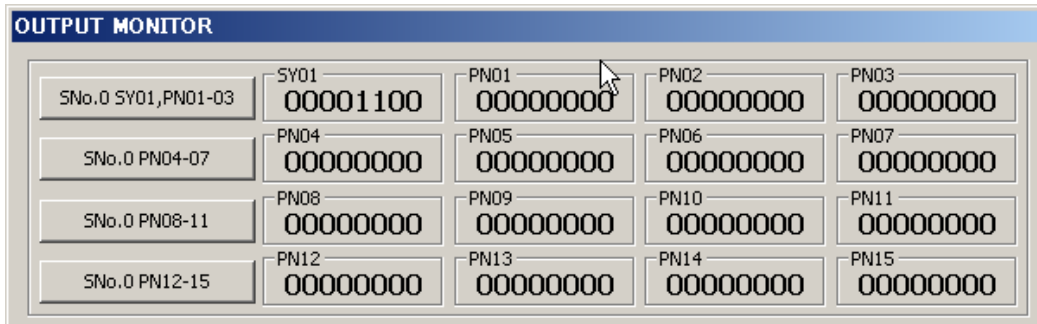 OUTPUT MONITOR
SY01 PN01 PN02 PN03
SNo.0 SY01,PN01-03 00001100 00000000 00000000 00000000
PN04 PN05 PN06 PN07
SNo.0 PN04-07 00000000 00000000 00000000 00000000
PN08 PN09 PN10 PN11
SNo.0 PN08-11 00000000 00000000 00000000 00000000
PN12 PN13 PN14 PN15
SNo.0 PN12-15 00000000 00000000 00000000 00000000